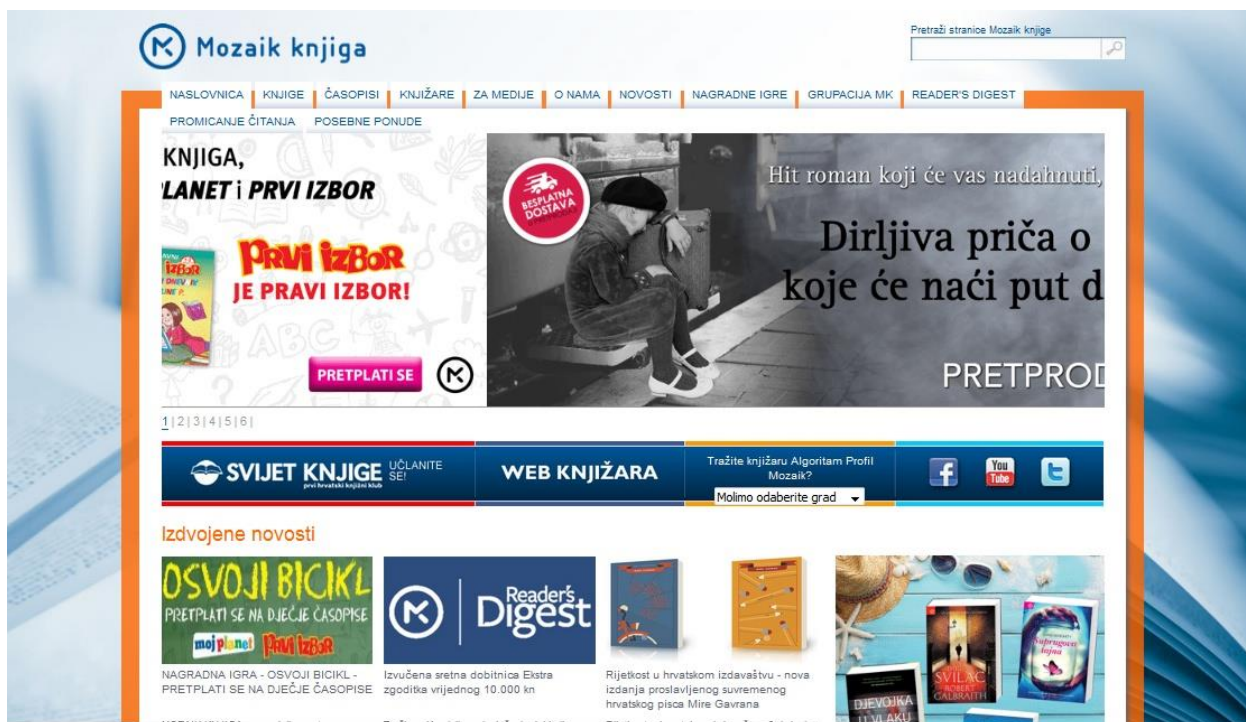 Mozaik knjiga
Pretraži stranice Mozaik knjige
NASLOVNICA KNJIGE ČASOPISI KNJIŽARE ZA MEDIJE O NAMA NOVOSTI NAGRADNE IGRE GRUPACIJA MK READER'S DIGEST
PROMICANJE ČITANJA POSEBNE PONUDE
KNJIGA,
LANET i PRVI IZBOR
PRVI IZBOR
JE PRAVI IZBOR!
PRETPLATI SE
BESPLATNA
DOSTAVA
Hit roman koji će vas nadahnuti,
Dirljiva priča o
koje će naći put d
PRETPROD
1|2|3|4|5|6|
SVIJET KNJIGE UČLANITE SE!
prvi hrvatski knjižni klub
WEB KNJIŽARA
Tražite knjižaru Algoritam Profil
Mozaik?
Molimo odaberite grad
You
Tube
Izdvojene novosti
OSVOJI BICIKL
PRETPLATI SE NA DJEČJE ČASOPISE
moj planet PRVI IZBOR
Reader's
Digest
NAGRADNA IGRA - OSVOJI BICIKL -
PRETPLATI SE NA DJEČJE ČASOPISE
Izvučena sretna dobitnica Ekstra
zgoditka vrijednog 10.000 kn
Rijetkost u hrvatskom izdavaštvu - nova
izdanja proslavljenog suvremenog
hrvatskog pisca Mire Gavrana
SVILAC
ROBERT
GALBRAITH
DJEVOJKA
U VLAKU